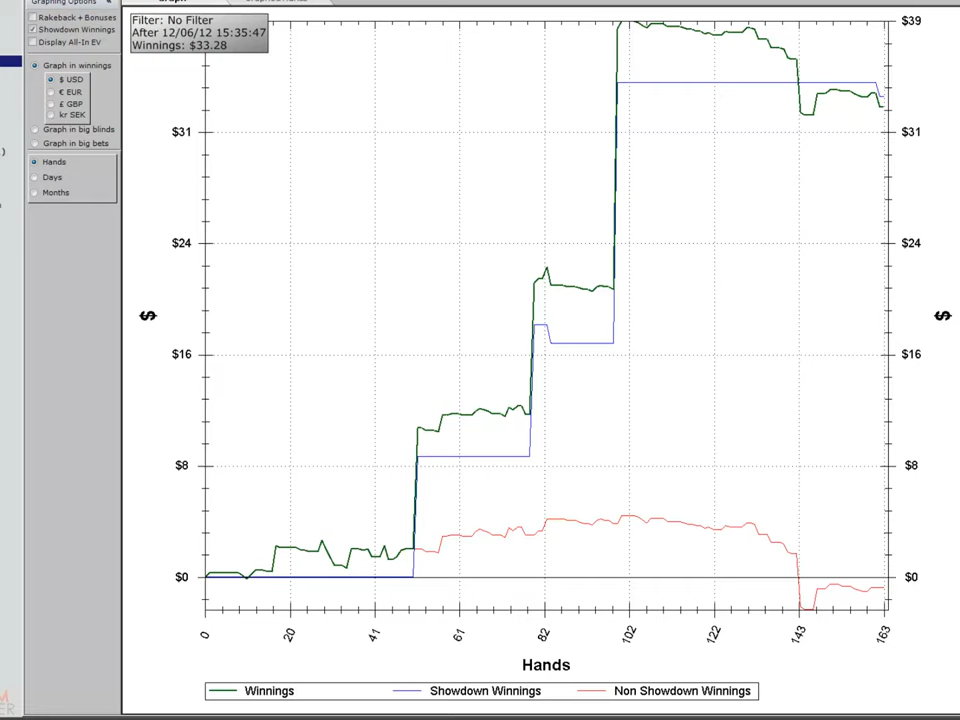 Graphing Options
Rakeback + Bonuses
Showdown Winnings
Display All-In EV
Graph in winnings
$ USD
€ EUR
£ GBP
kr SEK
Graph in big blinds
Graph in big bets
Hands
Days
Months
Filter: No Filter
After 12/06/12 15:35:47
Winnings: $33.28
$39
$31 $31
$24 $24
$ $
$16 $16
$8 $8
$0 $0
0 20 41 61 82 102 122 143 163
Hands
Winnings Showdown Winnings Non Showdown Winnings